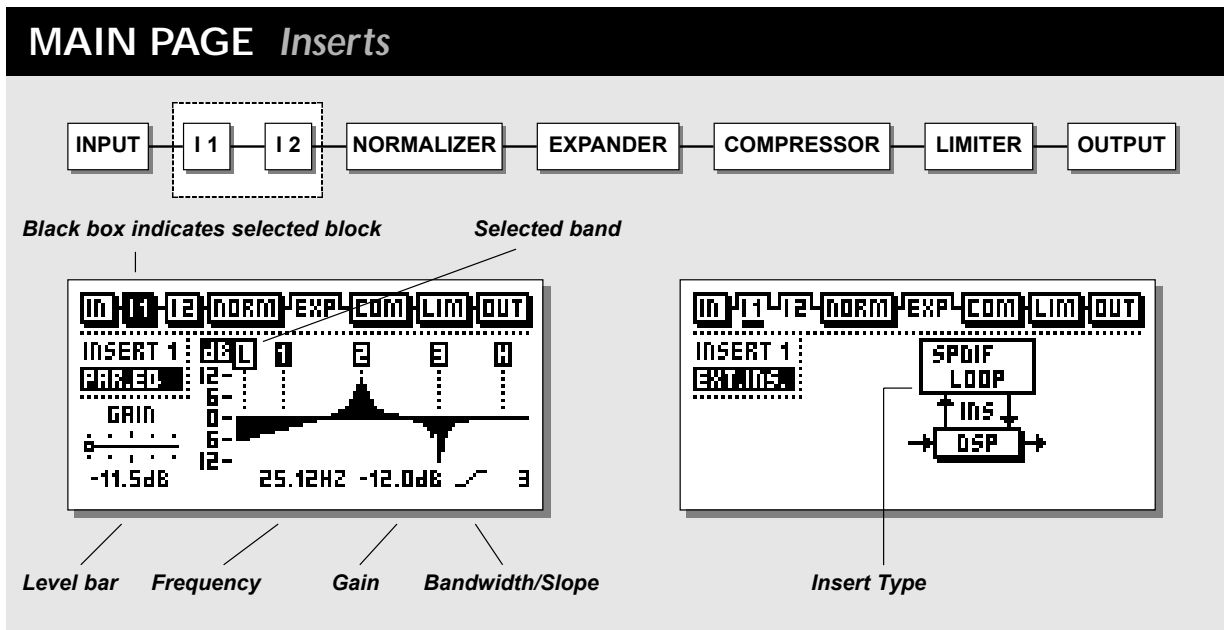 MAIN PAGE Inserts
INPUT I 1 I 2 NORMALIZER EXPANDER COMPRESSOR LIMITER OUTPUT
Black box indicates selected block
Selected band
IN I1 I2 NORM EXP COM LIM OUT
INSERT 1
PAR.EQ
GAIN
-11.5dB
dB L 1 2 3 H
12-
6-
0-
6-
12-
25.12HZ -12.0dB 3
IN I1 I2 NORM EXP COM LIM OUT
INSERT 1
EXT.INS.
SPDIF
LOOP
INS
DSP
Level bar Frequency Gain Bandwidth/Slope
Insert Type